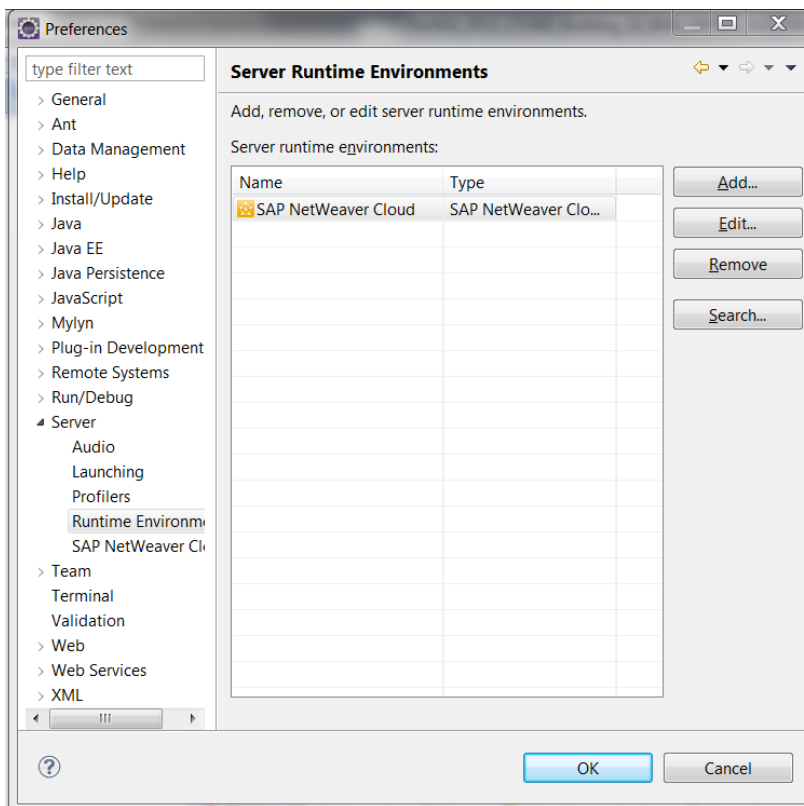 Preferences
type filter text
General
Ant
Data Management
Help
Install/Update
Java
Java EE
Java Persistence
JavaScript
Mylyn
Plug-in Development
Remote Systems
Run/Debug
Server
Audio
Launching
Profilers
Runtime Environm
SAP NetWeaver Cl
Team
Terminal
Validation
Web
Web Services
XML
Server Runtime Environments
Add, remove, or edit server runtime environments.
Server runtime environments:
Name Type
SAP NetWeaver Cloud SAP NetWeaver Clo...
Add...
Edit...
Remove
Search...
OK Cancel